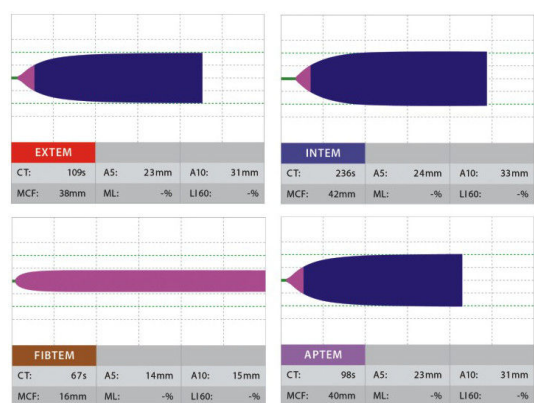 EXTEM
CT: 109s A5: 23mm A10: 31mm
MCF: 38mm ML: -% LI60: -%
INTEM
CT: 236s A5: 24mm A10: 33mm
MCF: 42mm ML: -% LI60: -%
FIBTEM
CT: 67s A5: 14mm A10: 15mm
MCF: 16mm ML: -% LI60: -%
APTEM
CT: 98s A5: 23mm A10: 31mm
MCF: 40mm ML: -% LI60: -%